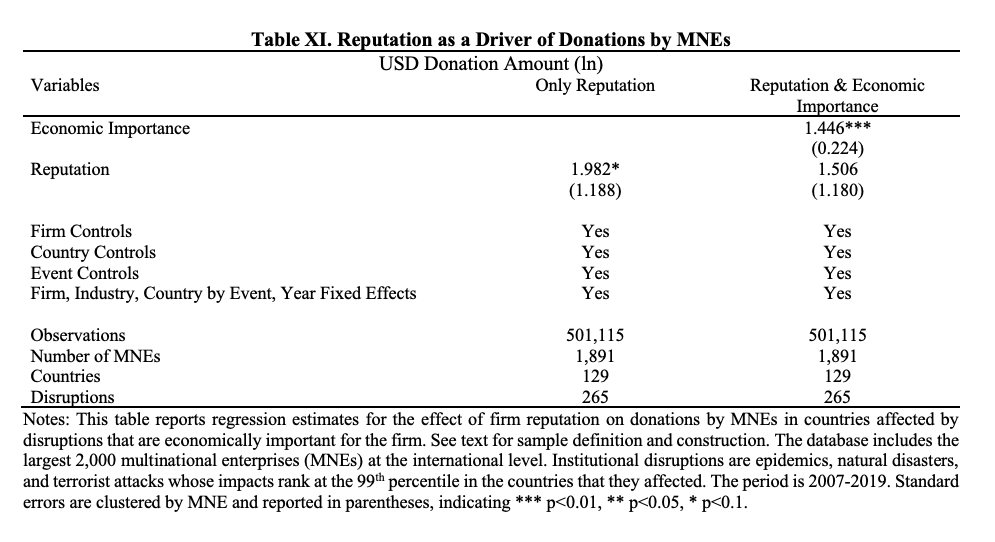 Table XI. Reputation as a Driver of Donations by MNEs
USD Donation Amount (ln)
Variables Only Reputation Reputation & Economic
Importance
Economic Importance 1.446***
(0.224)
Reputation 1.982* 1.506
(1.188) (1.180)
Firm Controls Yes Yes
Country Controls Yes Yes
Event Controls Yes Yes
Firm, Industry, Country by Event, Year Fixed Effects Yes Yes
Observations 501,115 501,115
Number of MNEs 1,891 1,891
Countries 129 129
Disruptions 265 265
Notes: This table reports regression estimates for the effect of firm reputation on donations by MNEs in countries affected by
disruptions that are economically important for the firm. See text for sample definition and construction. The database includes the
largest 2,000 multinational enterprises (MNEs) at the international level. Institutional disruptions are epidemics, natural disasters,
and terrorist attacks whose impacts rank at the 99th percentile in the countries that they affected. The period is 2007-2019. Standard
errors are clustered by MNE and reported in parentheses, indicating *** p<0.01, ** p<0.05, * p<0.1.